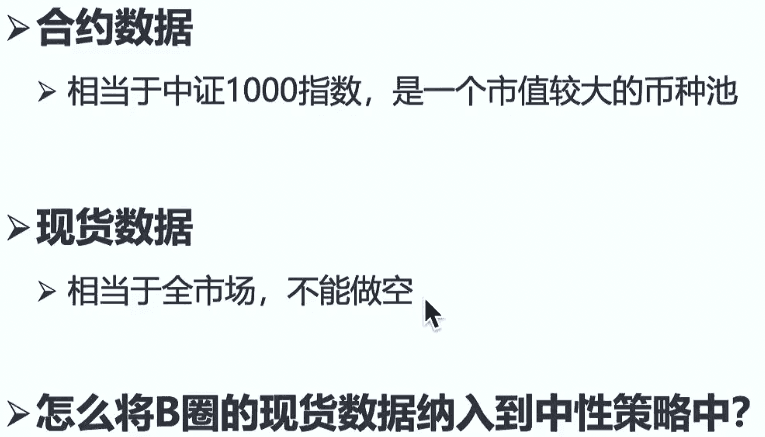 合约数据
相当于中证1000指数，是一个市值较大的币种池
现货数据
相当于全市场，不能做空
怎么将B圈的现货数据纳入到中性策略中？